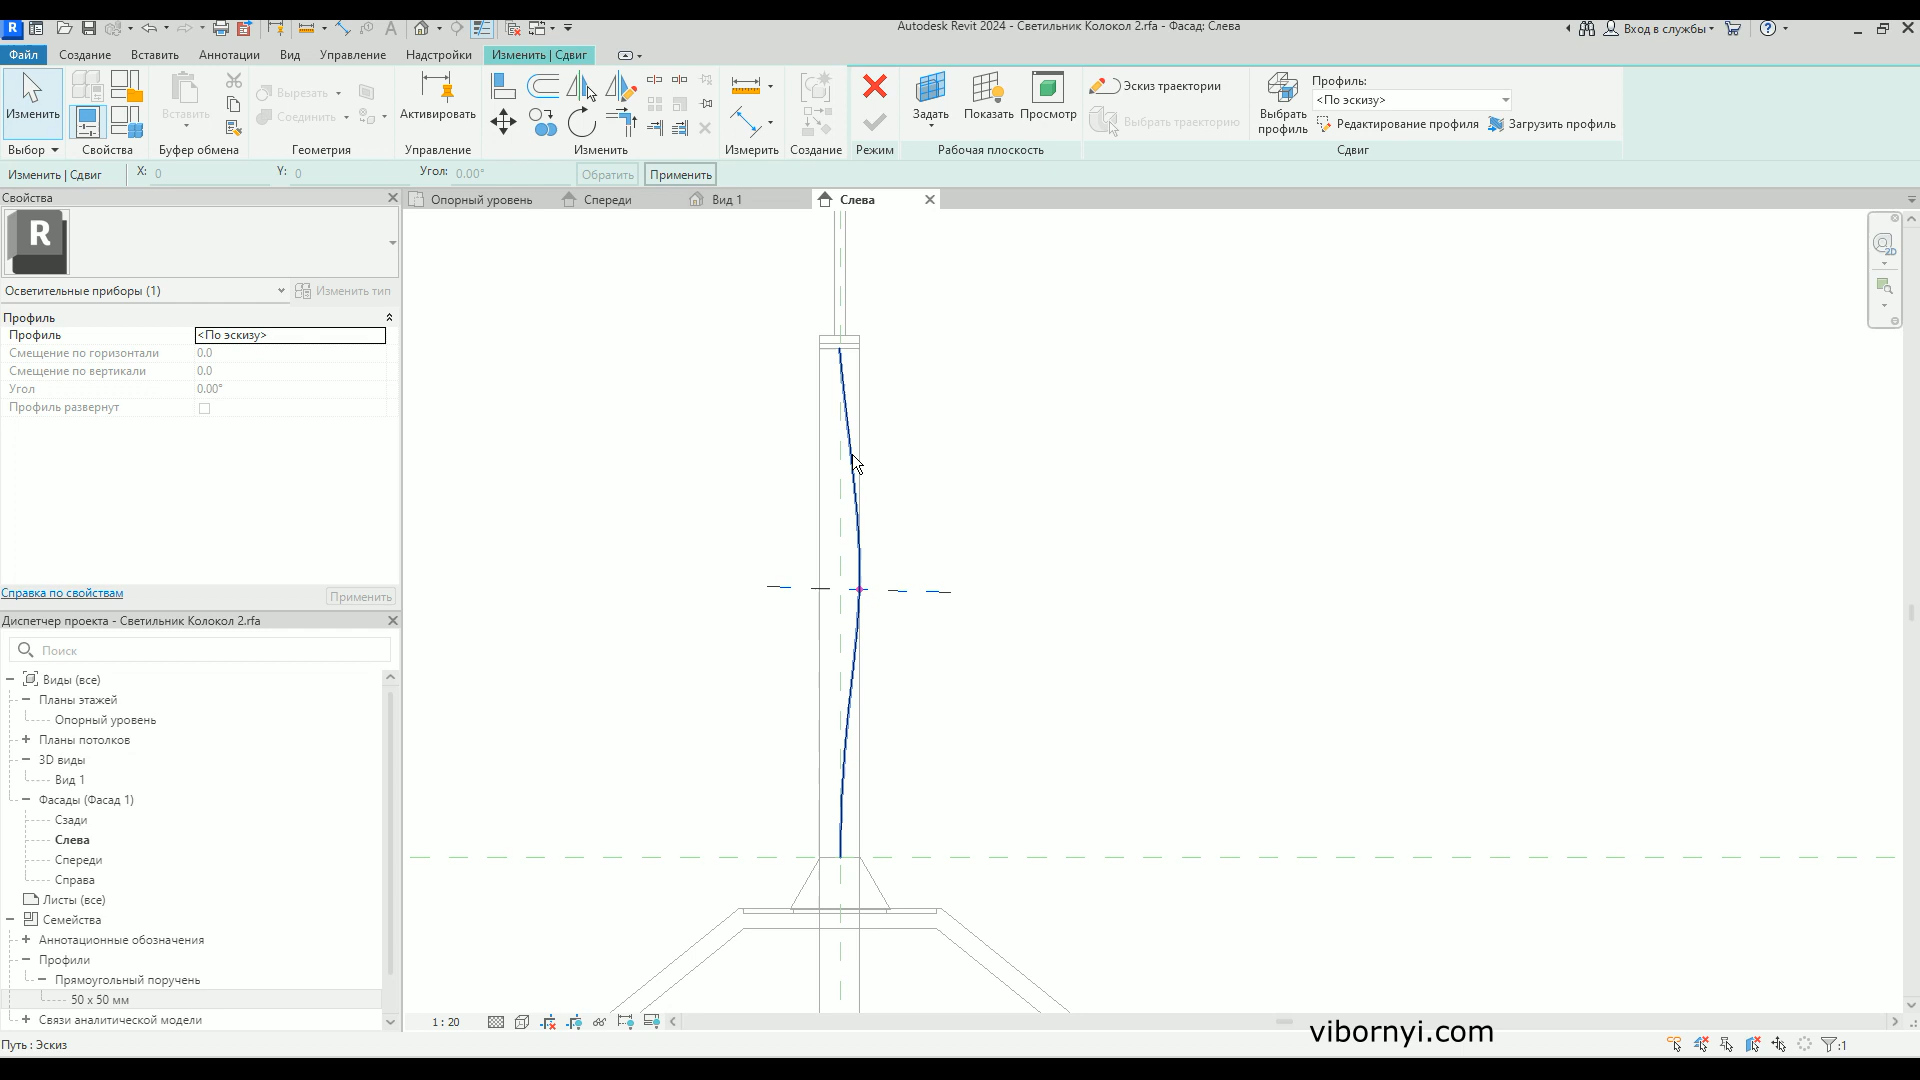 Autodesk Revit 2024 - Светильник Колокол 2.rfa - Фасад: Слева
Вход в службы
Файл Создание Вставить Аннотации Вид Управление Надстройки Изменить | Сдвиг
Изменить
Вставить
Вырезать
Соединить
Активировать
Задать
Показать
Просмотр
Эскиз траектории
Выбрать траекторию
Выбрать профиль
Профиль:
<По эскизу>
Редактирование профиля
Загрузить профиль
Выбор Свойства Буфер обмена Геометрия Управление Изменить Измерить Создание Режим Рабочая плоскость Сдвиг
Изменить | Сдвиг X: 0 Y: 0 Угол: 0.00° Обратить Применить
Свойства
Опорный уровень Спереди Вид 1 Слева
R
2D
Осветительные приборы (1) Изменить тип
Профиль
Профиль <По эскизу>
Смещение по горизонтали 0.0
Смещение по вертикали 0.0
Угол 0.00°
Профиль развернут
Справка по свойствам Применить
Диспетчер проекта - Светильник Колокол 2.rfa
Поиск
Виды (все)
Планы этажей
Опорный уровень
Планы потолков
3D виды
Вид 1
Фасады (Фасад 1)
Сзади
Слева
Спереди
Справа
Листы (все)
Семейства
Аннотационные обозначения
Профили
Прямоугольный поручень
50 x 50 мм
Связи аналитической модели
1 : 20
vibornyi.com
Путь : Эскиз
:1